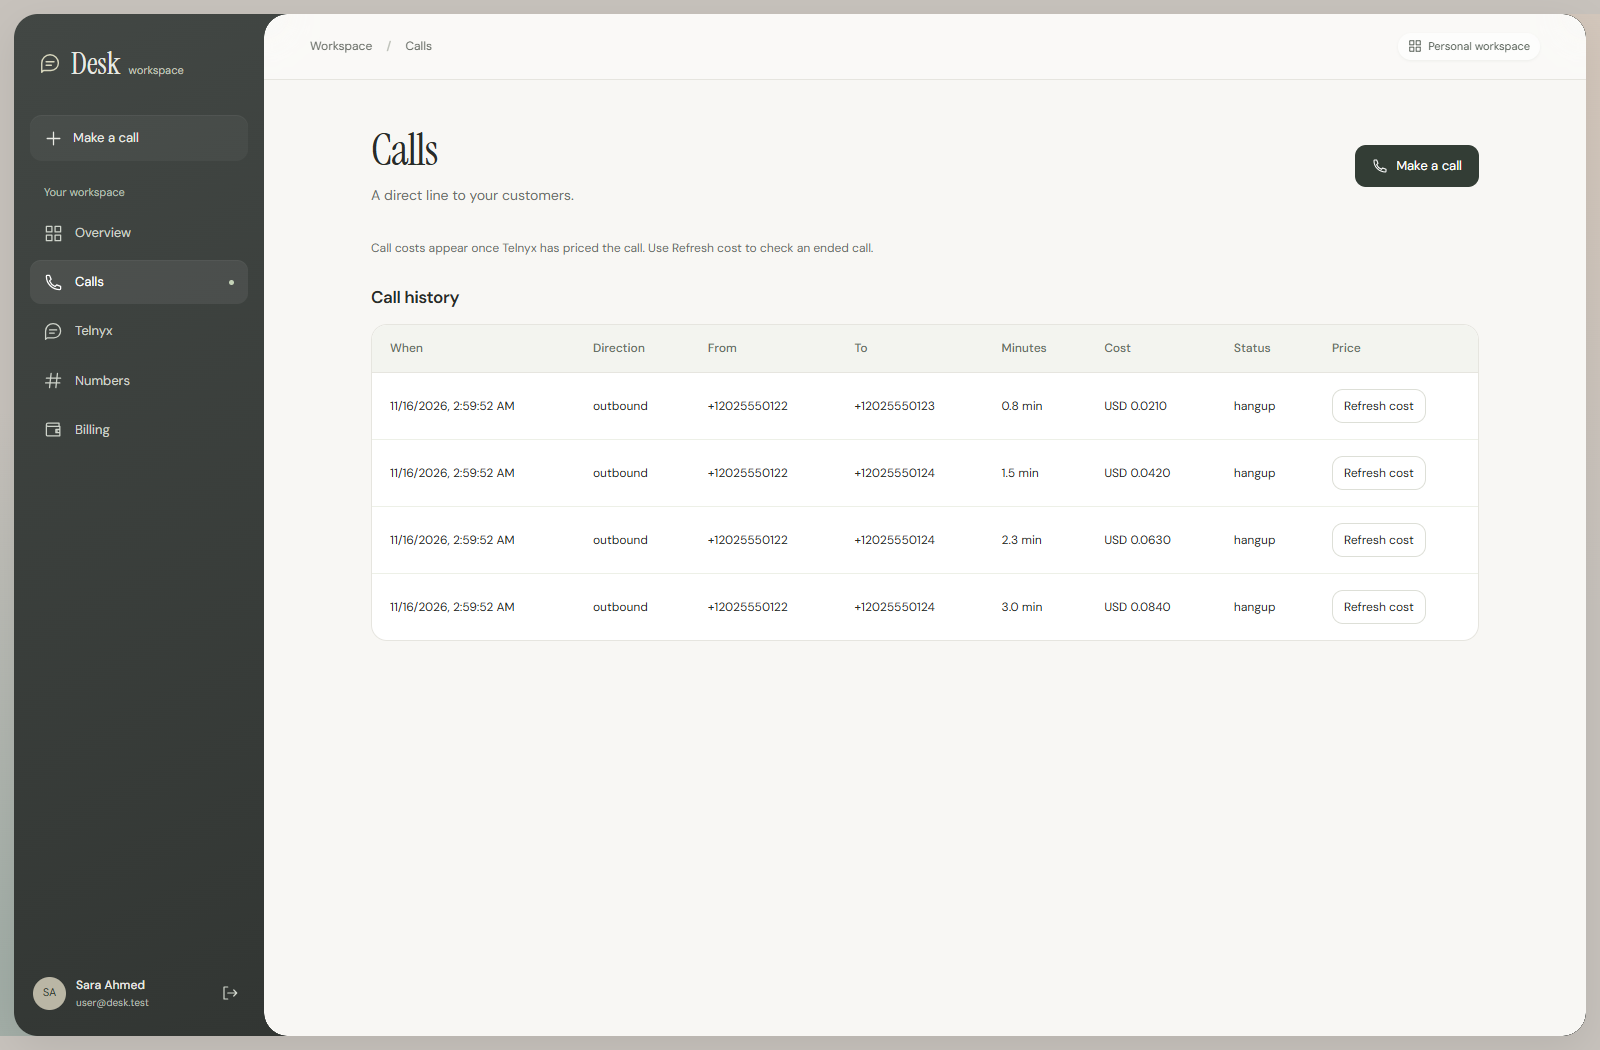 Desk workspace
Make a call
Your workspace
Overview
Calls
Telnyx
Numbers
Billing
SA
Sara Ahmed
user@desk.test
Workspace / Calls
Personal workspace
Calls
A direct line to your customers.
Make a call
Call costs appear once Telnyx has priced the call. Use Refresh cost to check an ended call.
Call history
When Direction From To Minutes Cost Status Price
11/16/2026, 2:59:52 AM outbound +12025550122 +12025550123 0.8 min USD 0.0210 hangup Refresh cost
11/16/2026, 2:59:52 AM outbound +12025550122 +12025550124 1.5 min USD 0.0420 hangup Refresh cost
11/16/2026, 2:59:52 AM outbound +12025550122 +12025550124 2.3 min USD 0.0630 hangup Refresh cost
11/16/2026, 2:59:52 AM outbound +12025550122 +12025550124 3.0 min USD 0.0840 hangup Refresh cost